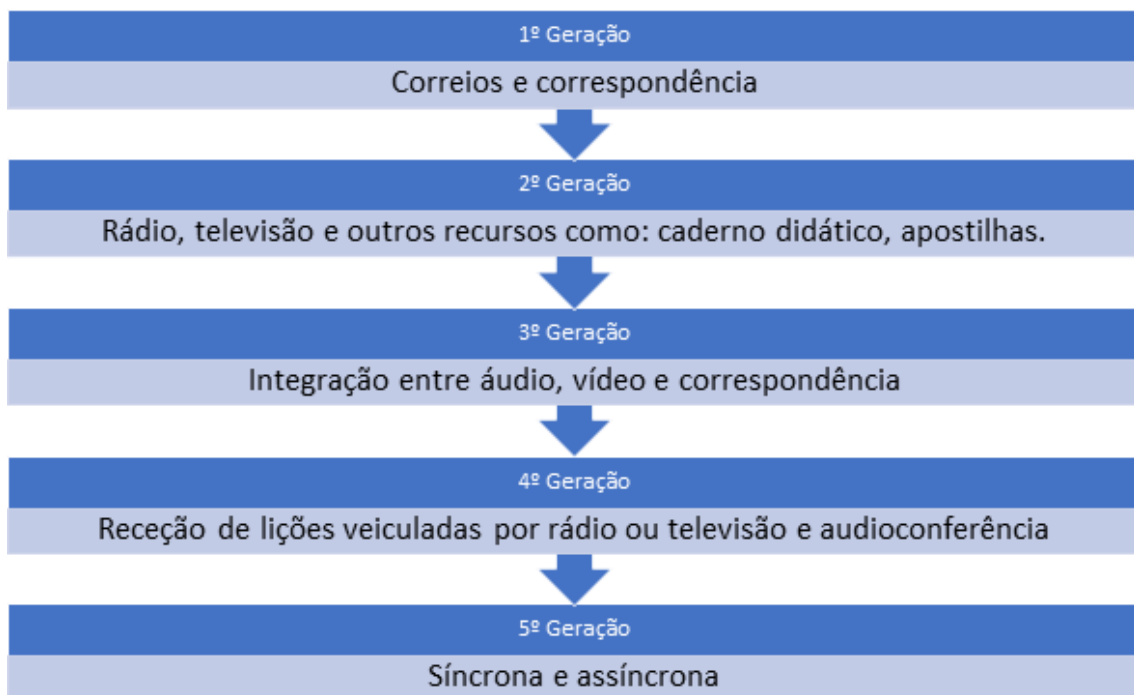 1º Geração
Correios e correspondência
2º Geração
Rádio, televisão e outros recursos como: caderno didático, apostilhas.
3º Geração
Integração entre áudio, vídeo e correspondência
4º Geração
Receção de lições veiculadas por rádio ou televisão e audioconferência
5º Geração
Síncrona e assíncrona